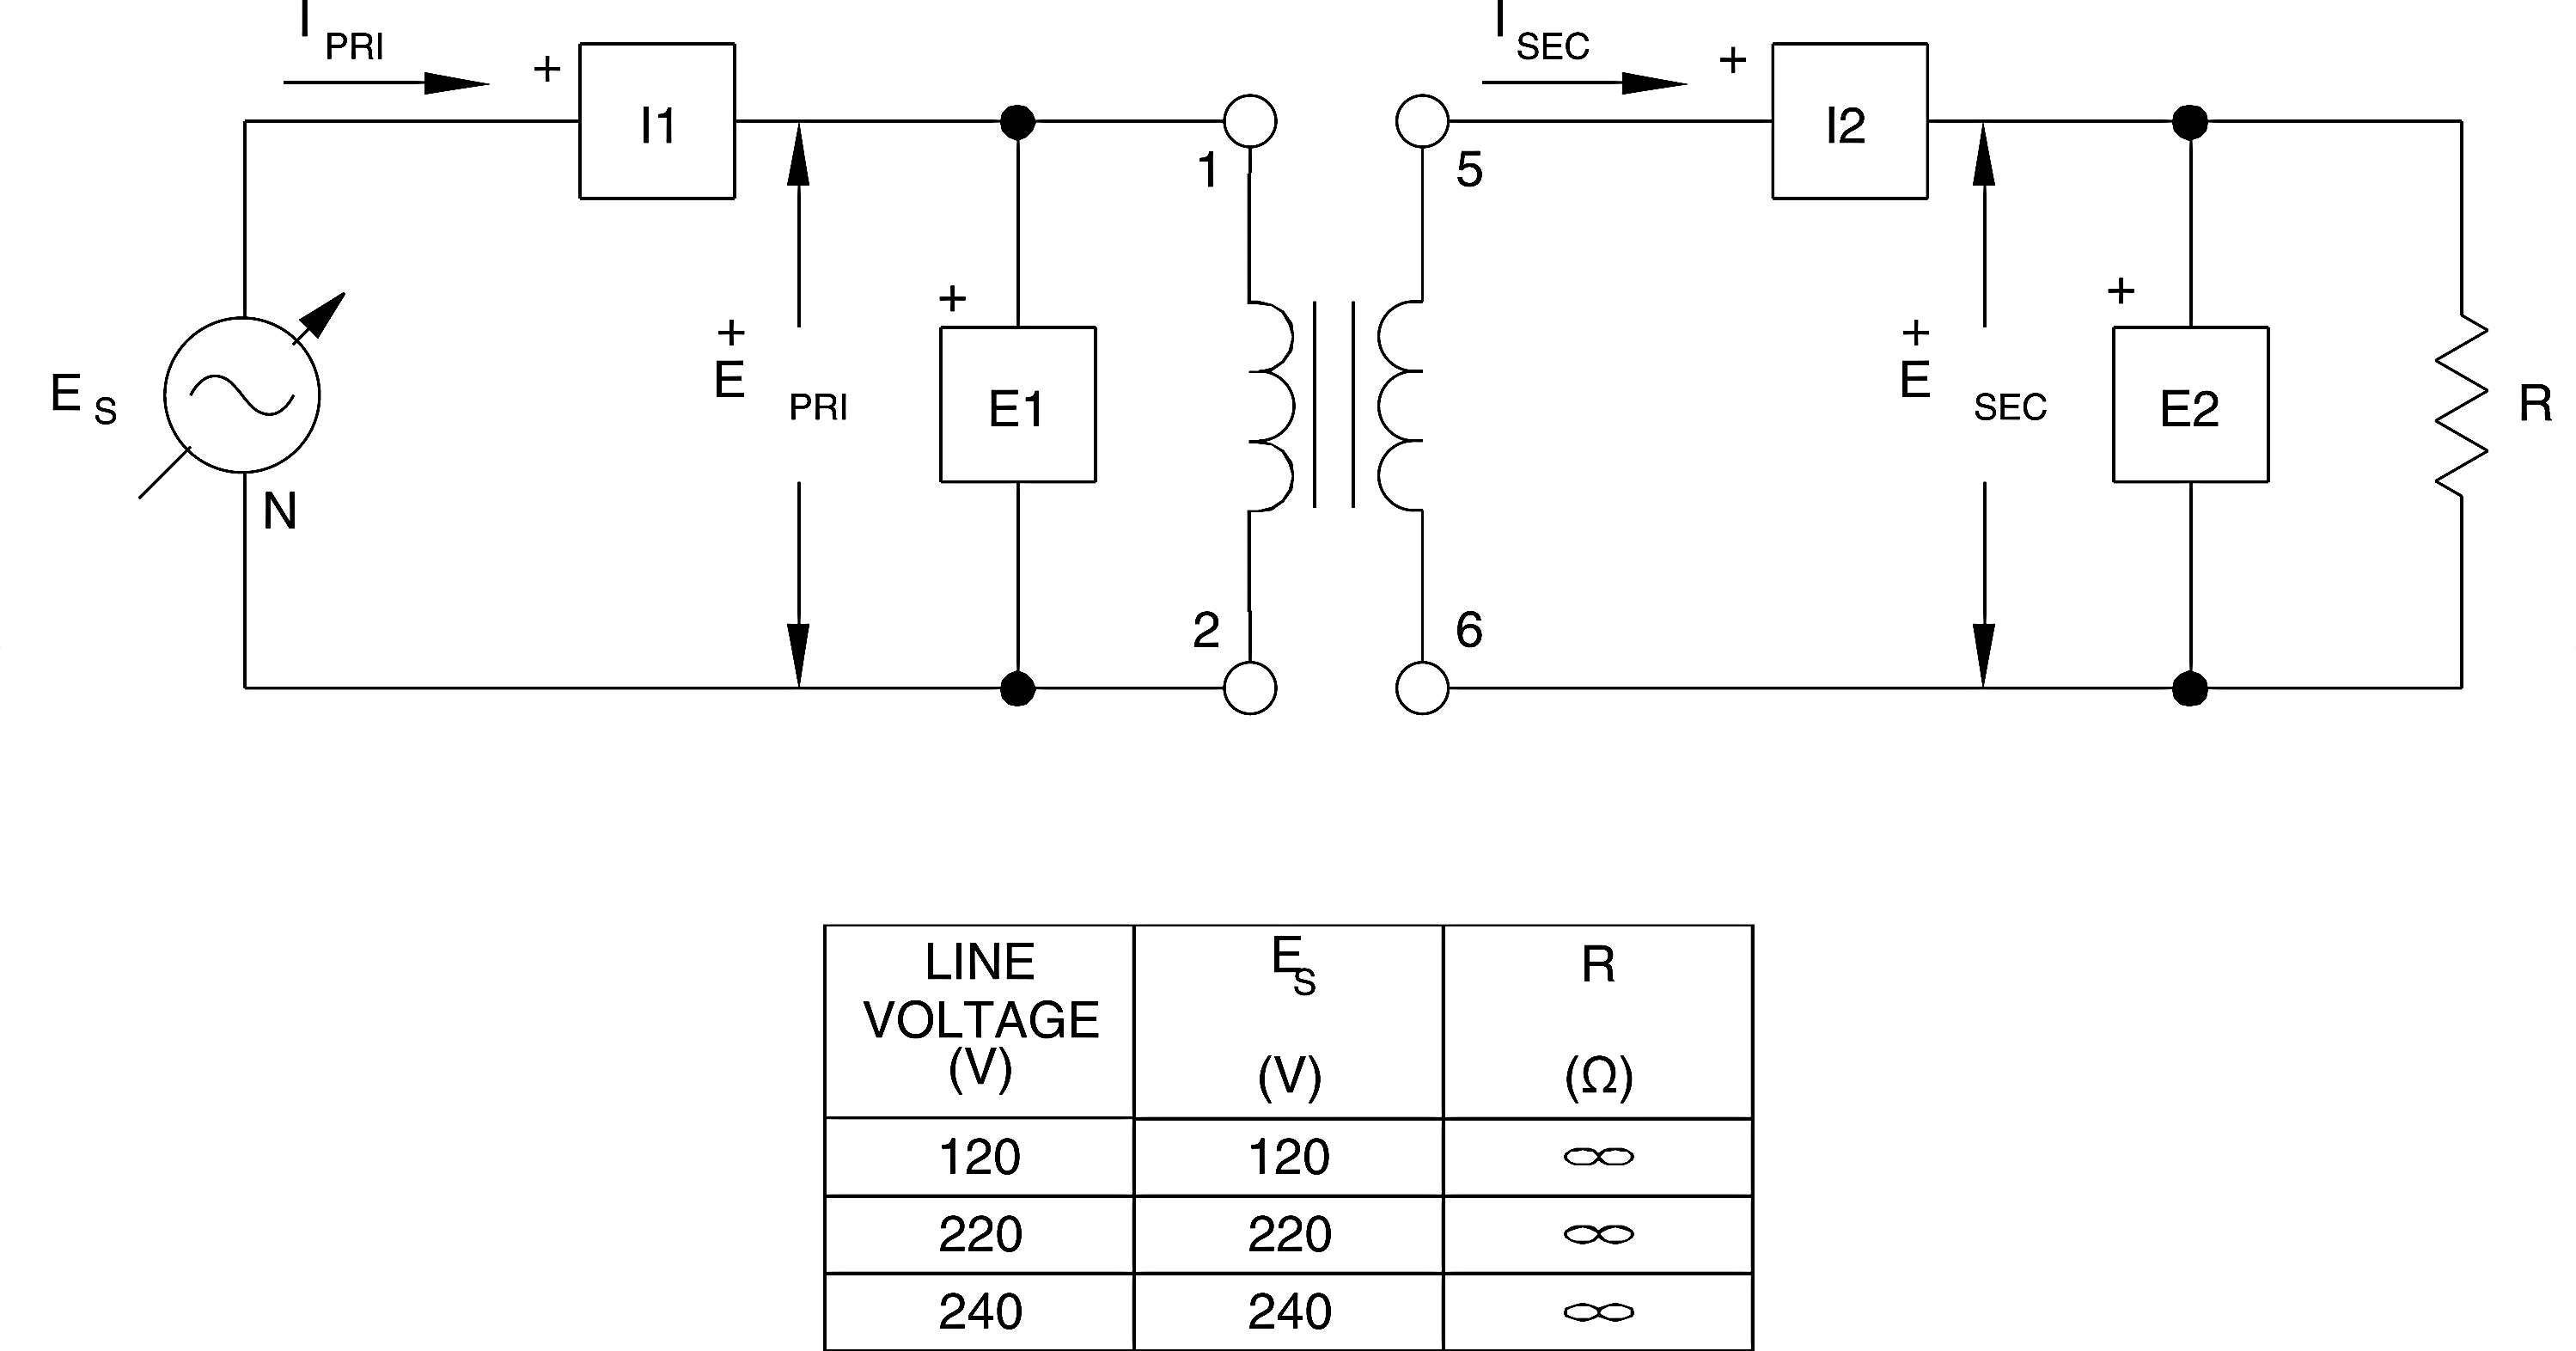 I PRI
+
I1
I SEC
+
I2
1
5
+
E PRI
+
E1
+
E SEC
+
E2
R
E S
N
2
6
LINE VOLTAGE (V)
E S (V)
R (Ω)
120 120 ∞
220 220 ∞
240 240 ∞